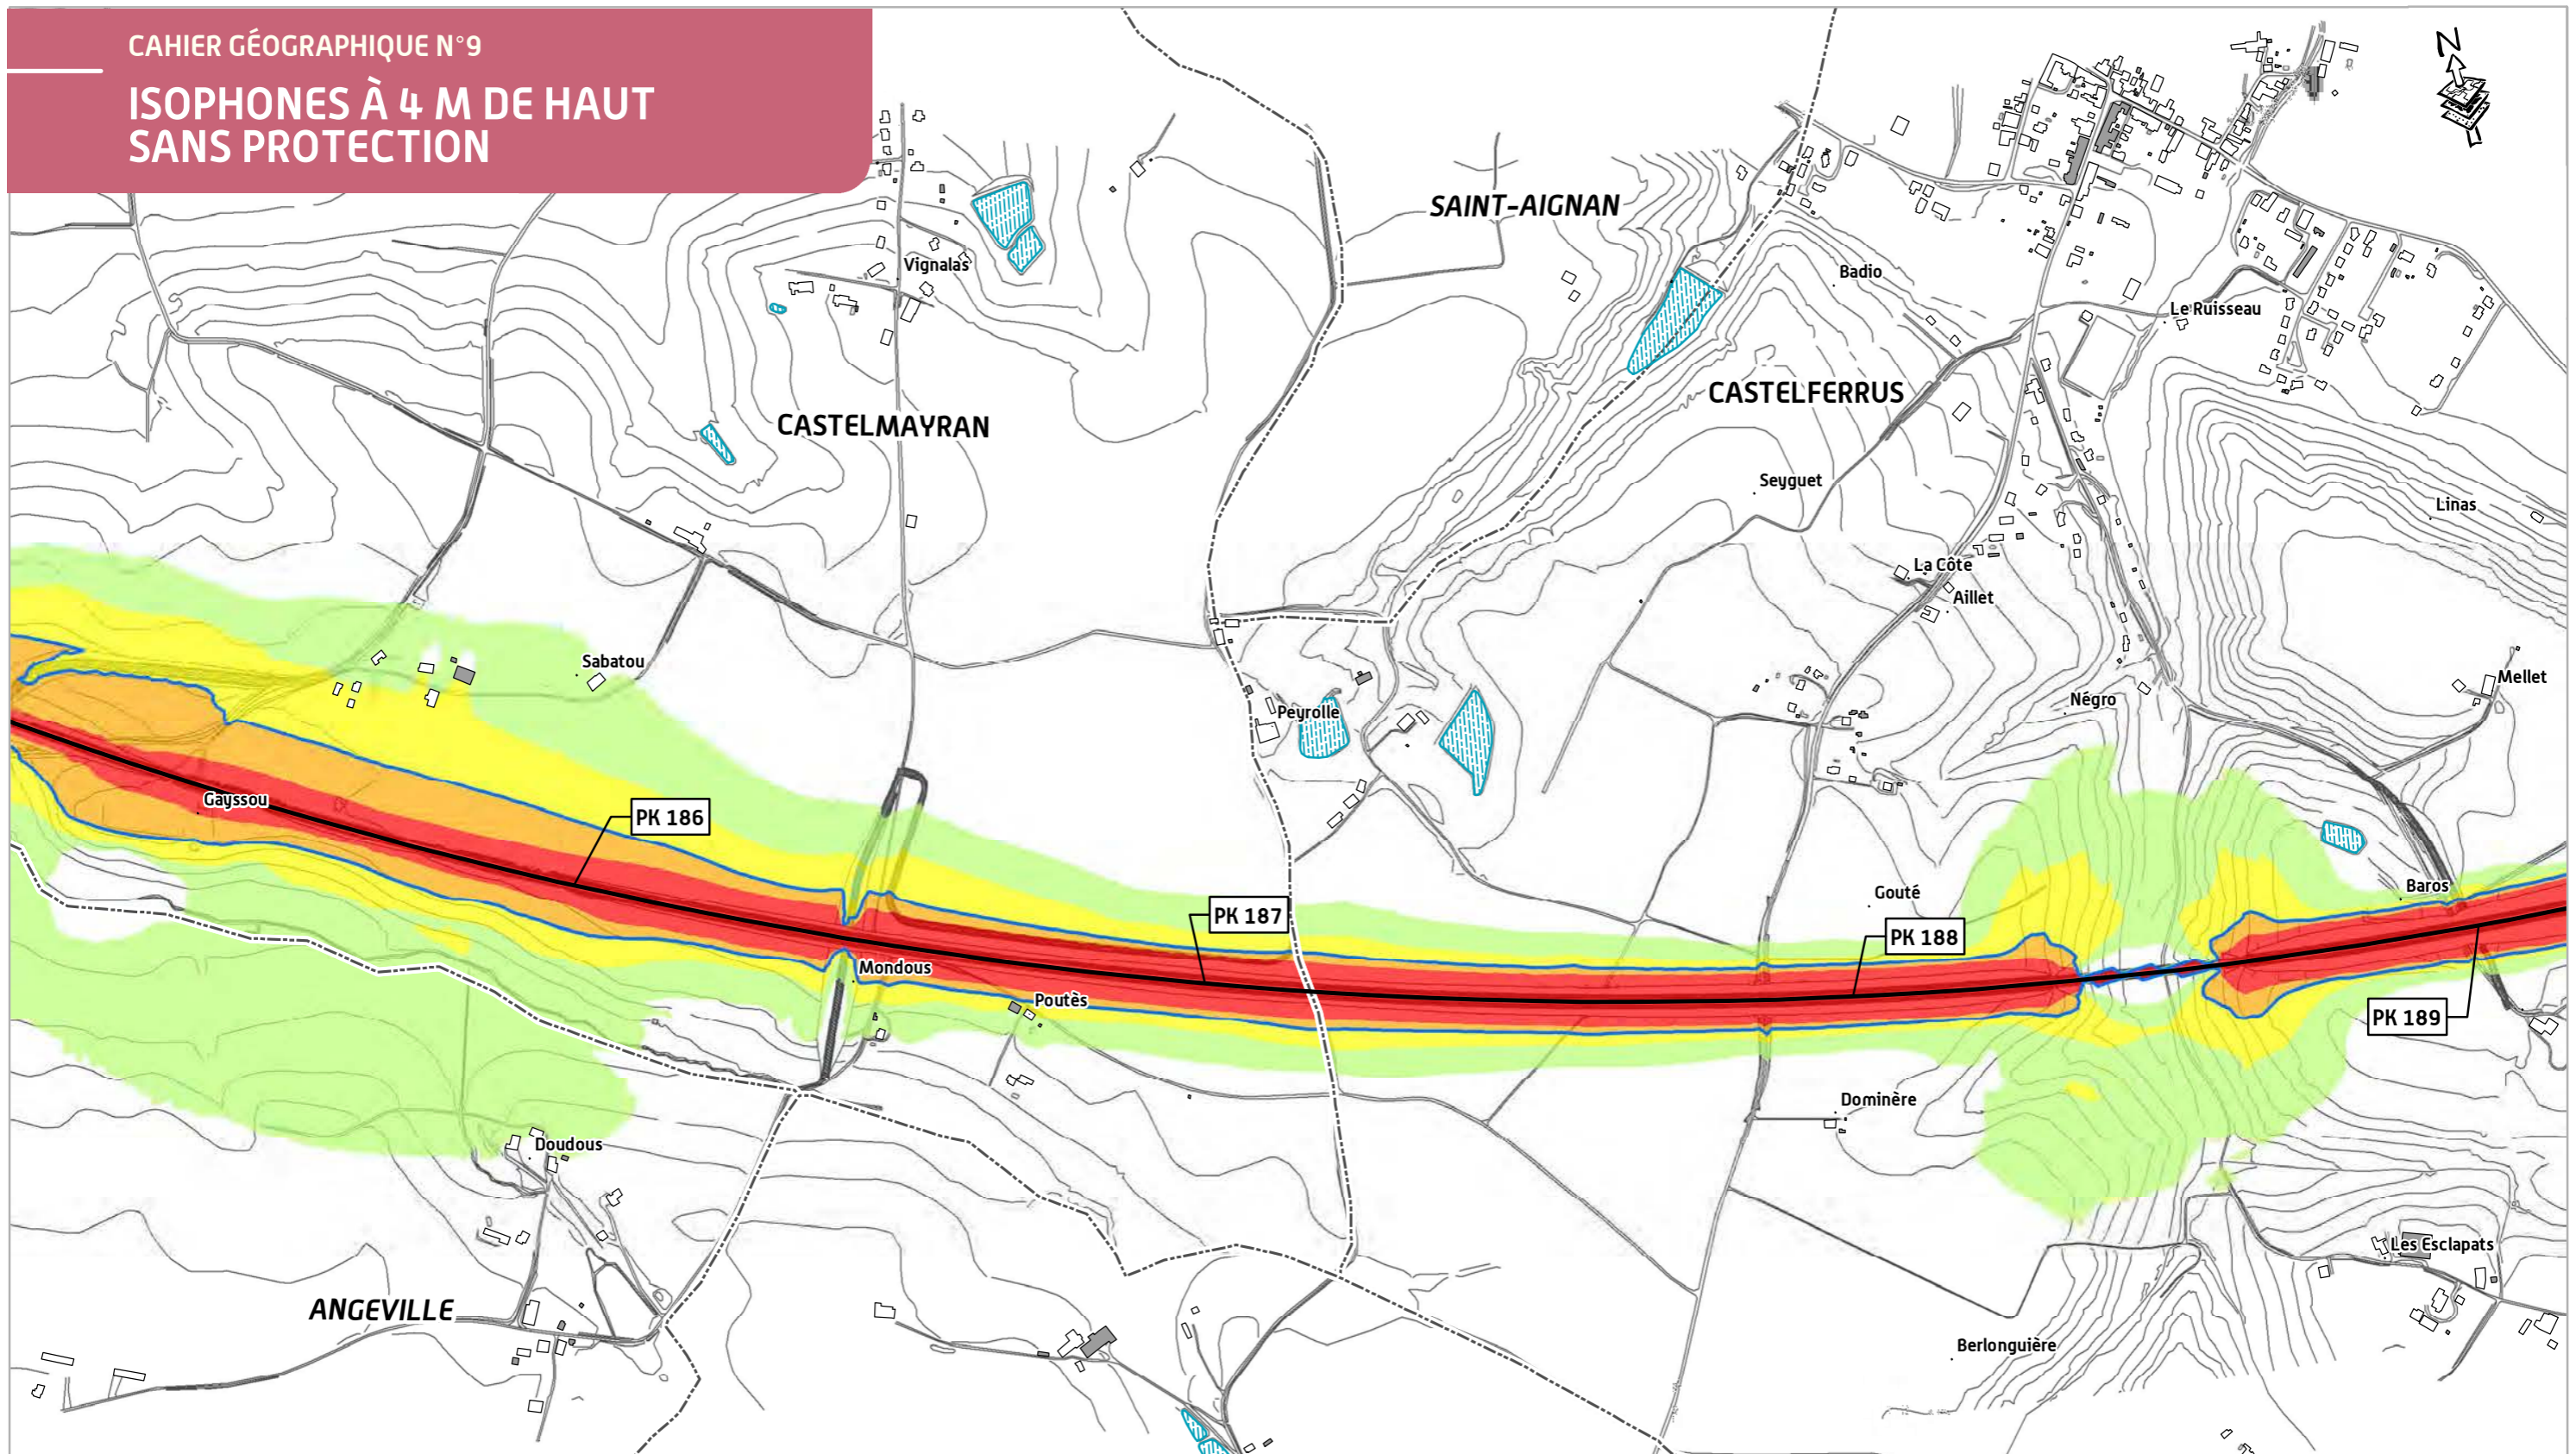 CAHIER GÉOGRAPHIQUE N°9
ISOPHONES À 4 M DE HAUT
SANS PROTECTION
N
SAINT-AIGNAN
Vignalas
Badio
Le Ruisseau
CASTELFERRUS
CASTELMAYRAN
Seyguet
Linas
La Côte
Aillet
Sabatou
Mellet
Négro
Peyrolle
Gayssou
PK 186
Baros
Gouté
PK 187
PK 188
Mondous
Poutès
PK 189
Dominère
Doudous
Les Esclapats
ANGEVILLE
Berlonguière